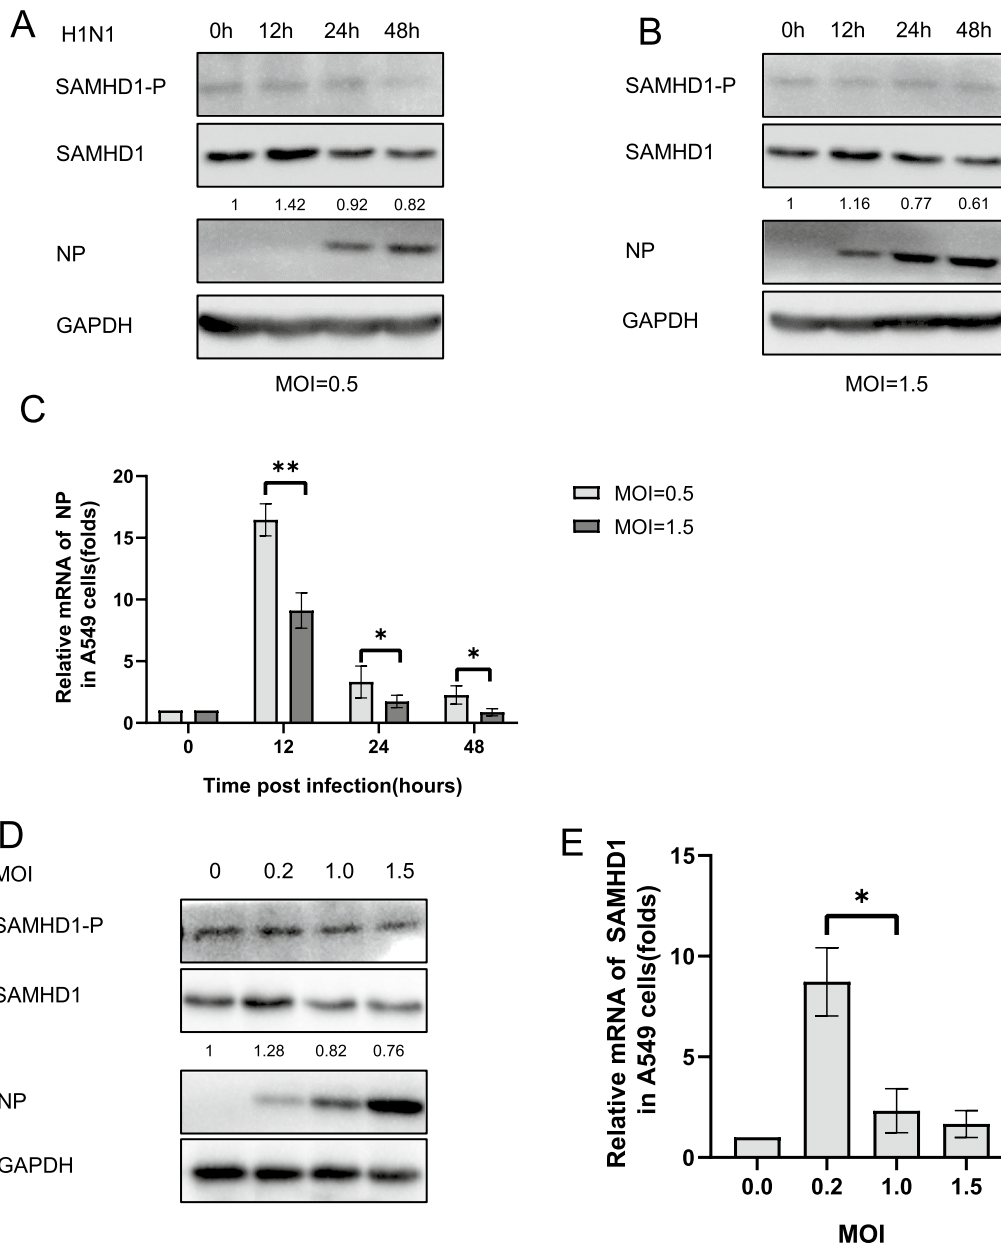 A
H1N1
0h 12h 24h 48h
SAMHD1-P
SAMHD1
1 1.42 0.92 0.82
NP
GAPDH
MOI=0.5
B
0h 12h 24h 48h
SAMHD1-P
SAMHD1
1 1.16 0.77 0.61
NP
GAPDH
MOI=1.5
C
Relative mRNA of NP
in A549 cells(folds)
20
15
10
5
0
** * *
0 12 24 48
Time post infection(hours)
MOI=0.5
MOI=1.5
D
MOI 0 0.2 1.0 1.5
SAMHD1-P
SAMHD1
1 1.28 0.82 0.76
NP
GAPDH
E
Relative mRNA of SAMHD1
in A549 cells(folds)
15
10
5
0
*
0.0 0.2 1.0 1.5
MOI